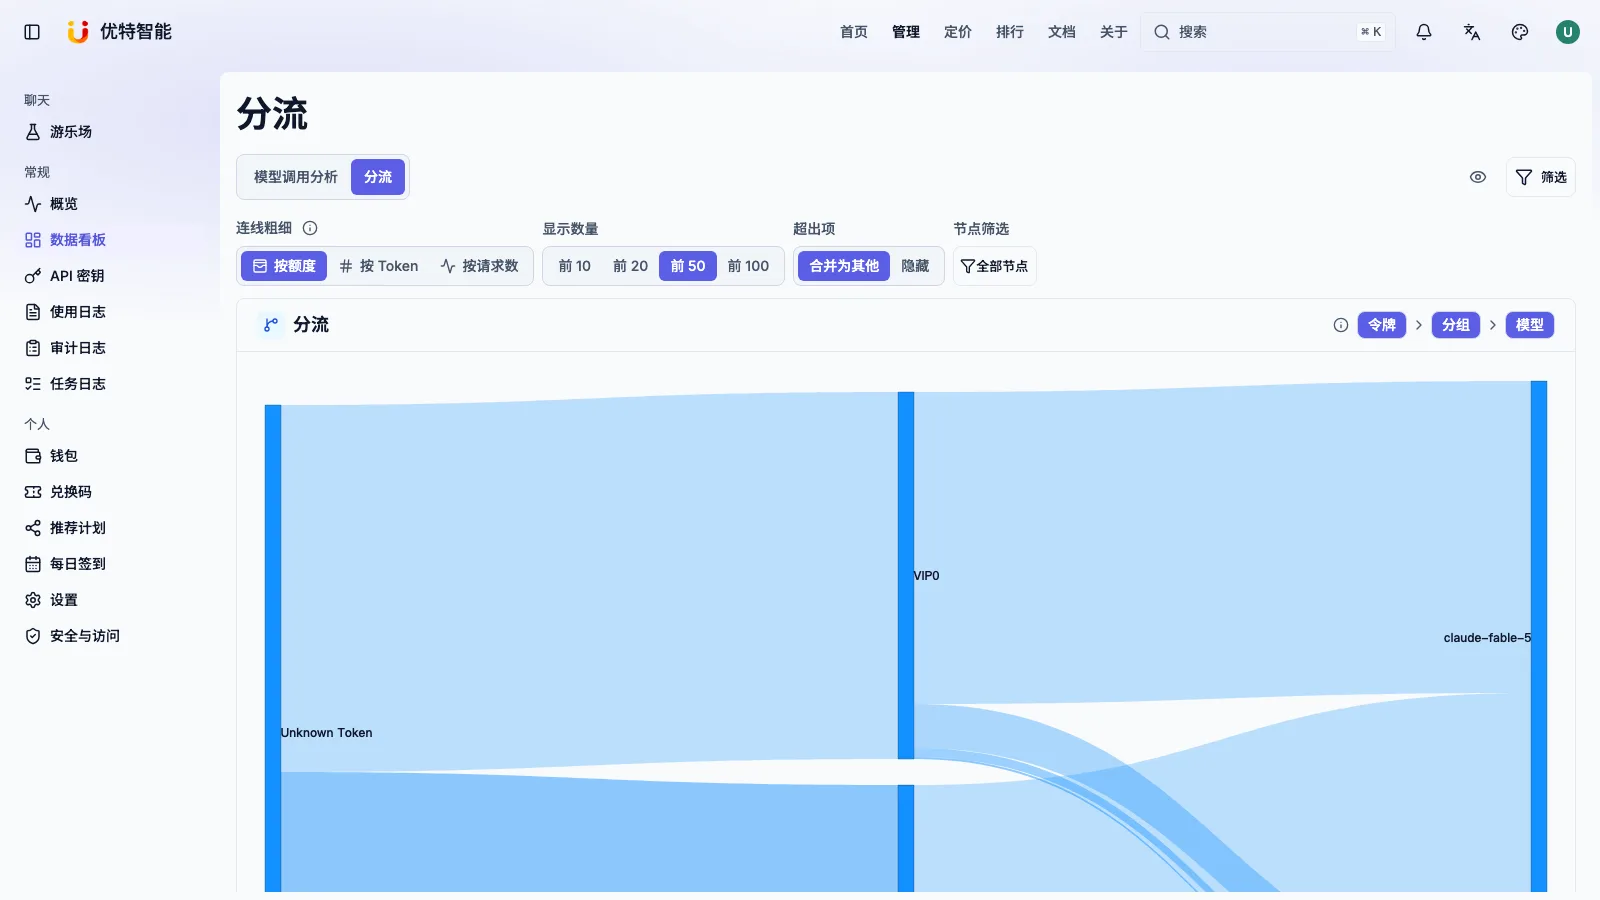 优特智能
首页
管理
定价
排行
文档
关于
搜索
⌘ K
U
聊天
游乐场
常规
概览
数据看板
API 密钥
使用日志
审计日志
任务日志
个人
钱包
兑换码
推荐计划
每日签到
设置
安全与访问
分流
模型调用分析
分流
筛选
连线粗细
显示数量
超出项
节点筛选
按额度
按 Token
按请求数
前 10
前 20
前 50
前 100
合并为其他
隐藏
全部节点
分流
令牌
分组
模型
VIP0
claude-fable-5
Unknown Token